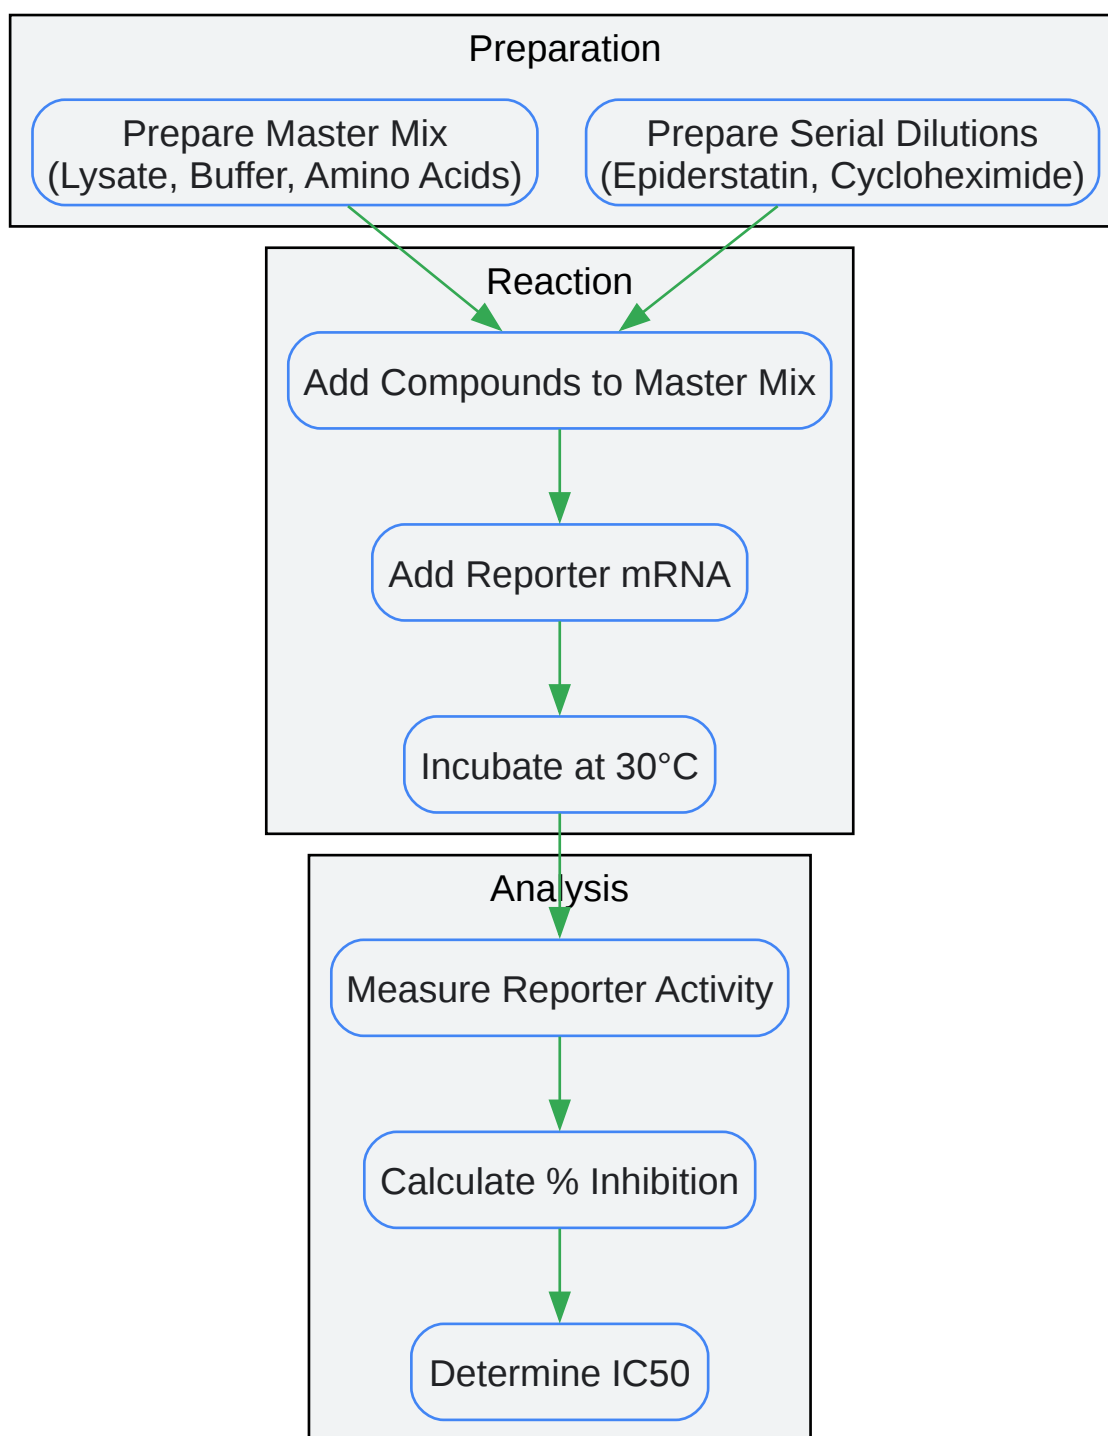 Preparation
Prepare Master Mix
(Lysate, Buffer, Amino Acids)
Prepare Serial Dilutions
(Epiderstatin, Cycloheximide)
Reaction
Add Compounds to Master Mix
Add Reporter mRNA
Incubate at 30°C
Analysis
Measure Reporter Activity
Calculate % Inhibition
Determine IC50